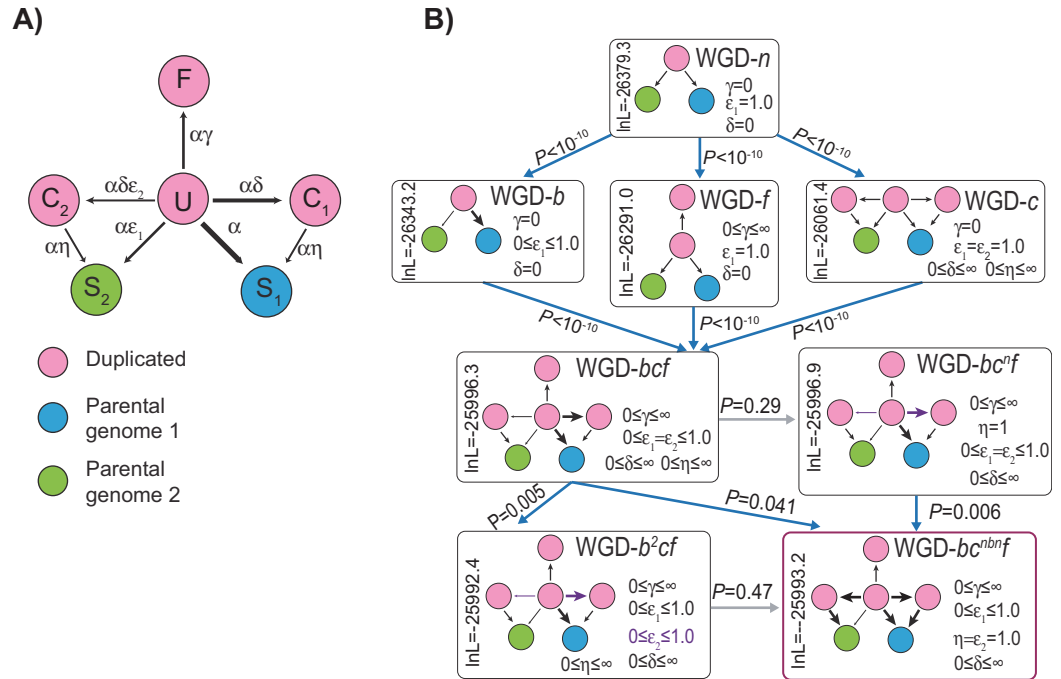 A)
F
αγ
C₂
αδε₂
U
αδ
C₁
αη
αε₁
α
αη
S₂
S₁
Duplicated
Parental
genome 1
Parental
genome 2
B)
lnL=-26379.3
WGD-n
γ=0
ε₁=1.0
δ=0
P<10⁻¹⁰
P<10⁻¹⁰
P<10⁻¹⁰
lnL=-26343.2
WGD-b
γ=0
0≤ε₁≤1.0
δ=0
lnL=-26291.0
WGD-f
0≤γ≤∞
ε₁=1.0
δ=0
lnL=-26061.4
WGD-c
γ=0
ε₁=ε₂=1.0
0≤δ≤∞ 0≤η≤∞
P<10⁻¹⁰
P<10⁻¹⁰
P<10⁻¹⁰
lnL=-25996.3
WGD-bcf
0≤γ≤∞
0≤ε₁=ε₂≤1.0
0≤δ≤∞ 0≤η≤∞
P=0.29
lnL=-25996.9
WGD-bcⁿf
0≤γ≤∞
η=1
0≤ε₁=ε₂≤1.0
0≤δ≤∞
P=0.005
P=0.041
P=0.006
lnL=-25992.4
WGD-b²cf
0≤γ≤∞
0≤ε₁≤1.0
0≤ε₂≤1.0
0≤η≤∞ 0≤δ≤∞
P=0.47
lnL=--25993.2
WGD-bcⁿᵇⁿf
0≤γ≤∞
0≤ε₁≤1.0
η=ε₂=1.0
0≤δ≤∞